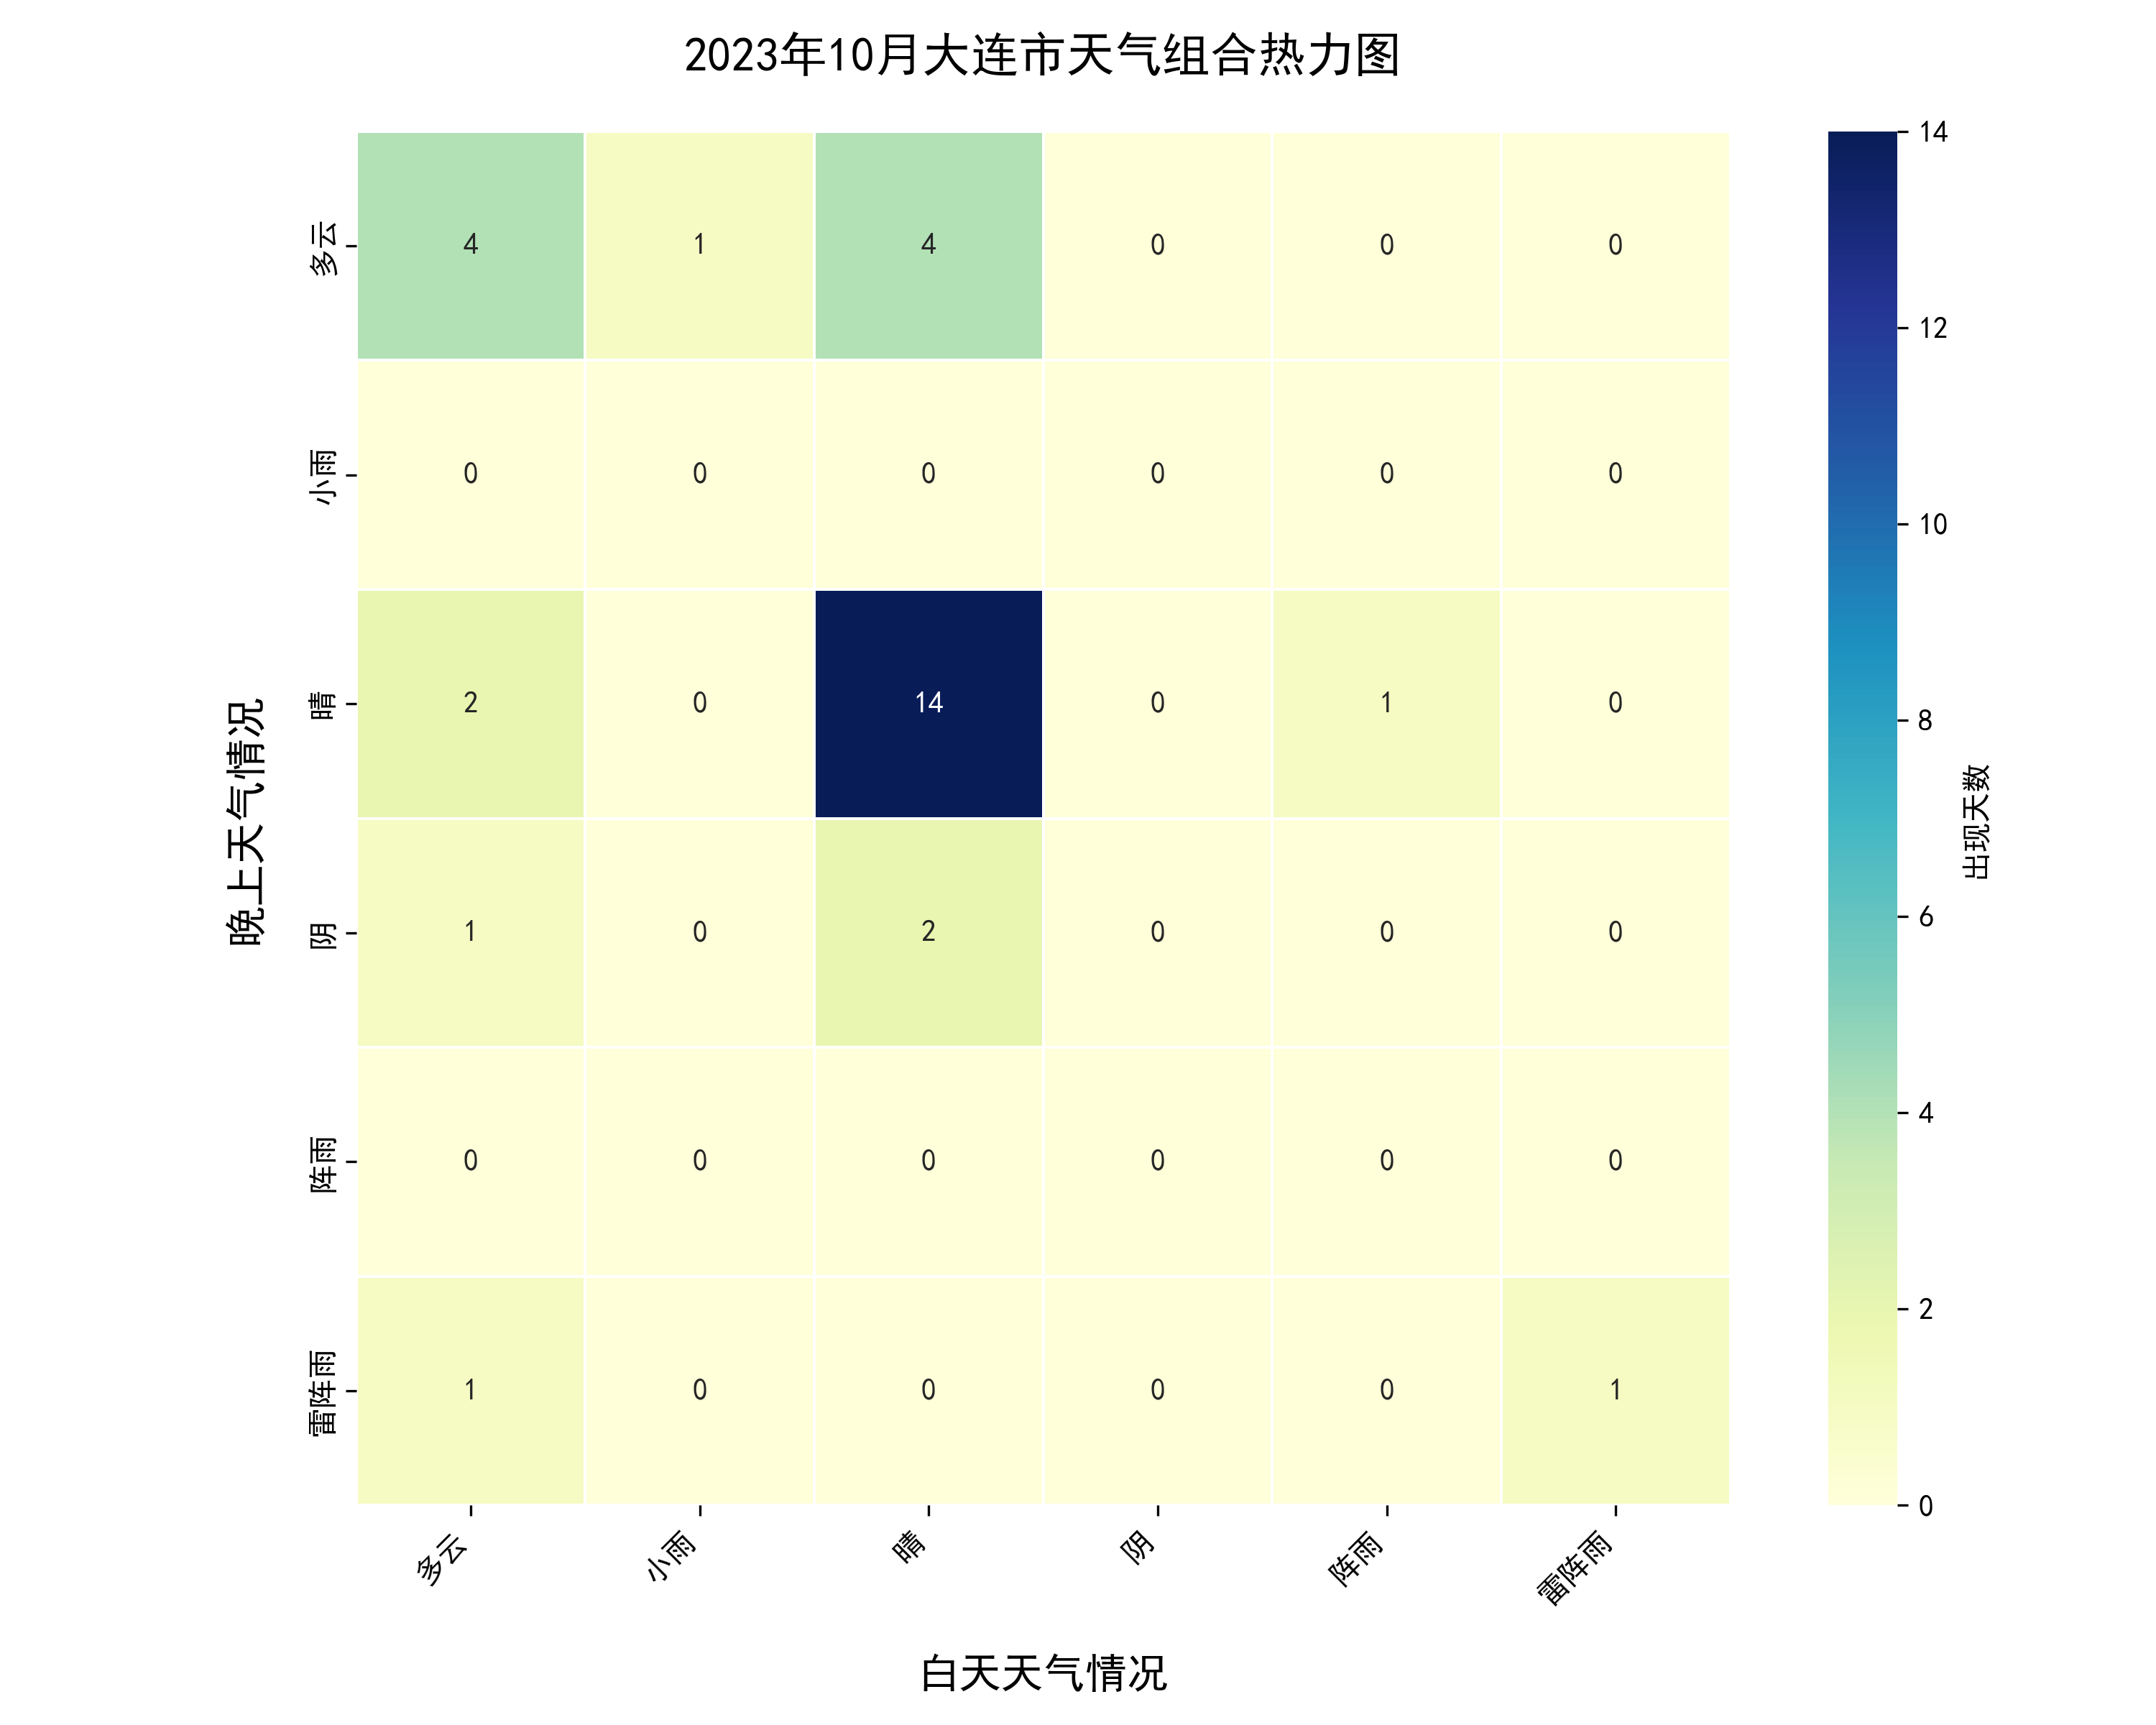 2023年10月大连市天气组合热力图
晚上天气情况
多云
4 1 4 0 0 0
小雨
0 0 0 0 0 0
晴
2 0 14 0 1 0
阴
1 0 2 0 0 0
阵雨
0 0 0 0 0 0
雷阵雨
1 0 0 0 0 1
多云 小雨 晴 阴 阵雨 雷阵雨
白天天气情况
14
12
10
8
6
4
2
0
出现天数